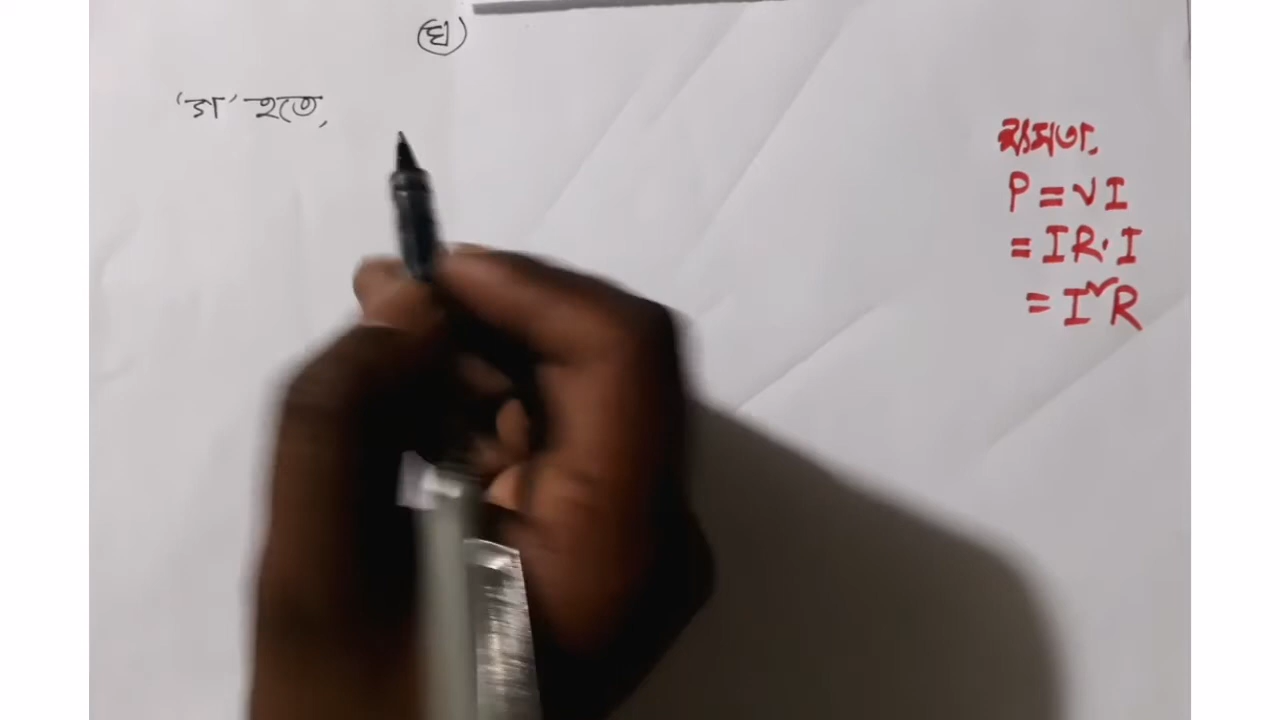 (ঘ)
'গ' হতে,
ক্ষমতা,
P = VI
= IR·I
= I²R